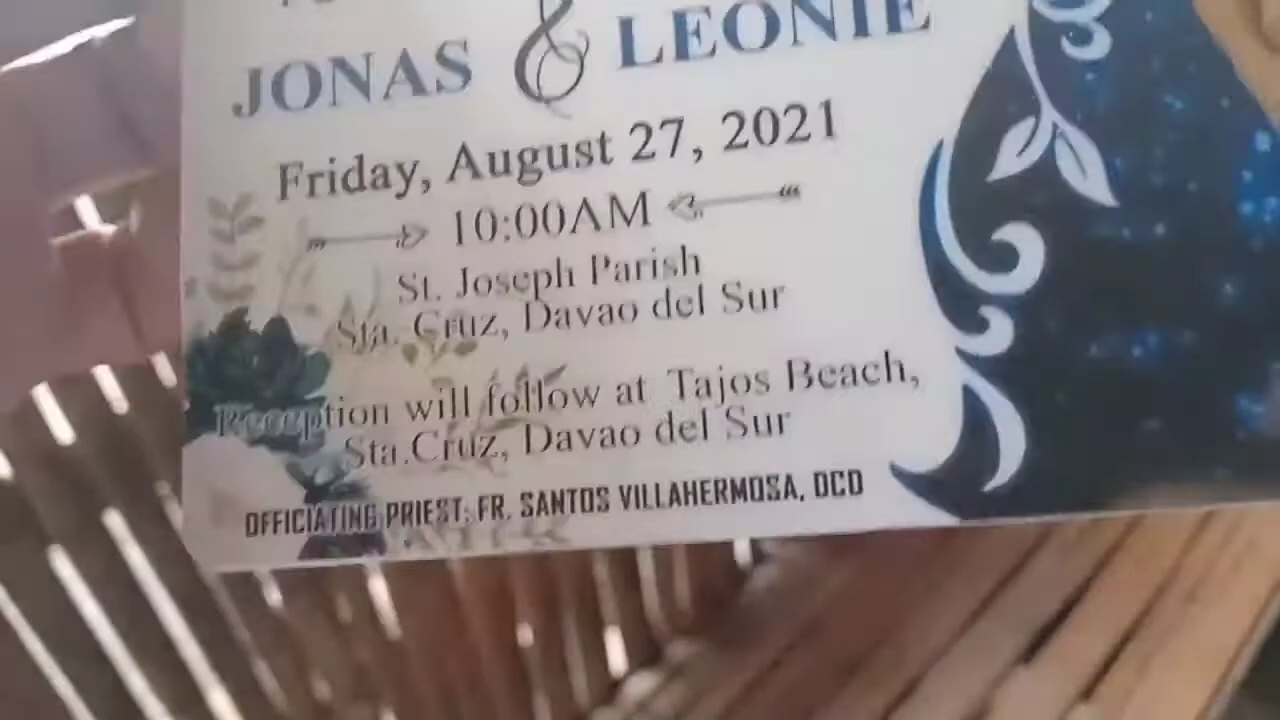 JONAS & LEONIE
Friday, August 27, 2021
10:00AM
St. Joseph Parish
Sta. Cruz, Davao del Sur
Reception will follow at Tajos Beach,
Sta.Cruz, Davao del Sur
OFFICIATING PRIEST: FR. SANTOS VILLAHERMOSA, DCD